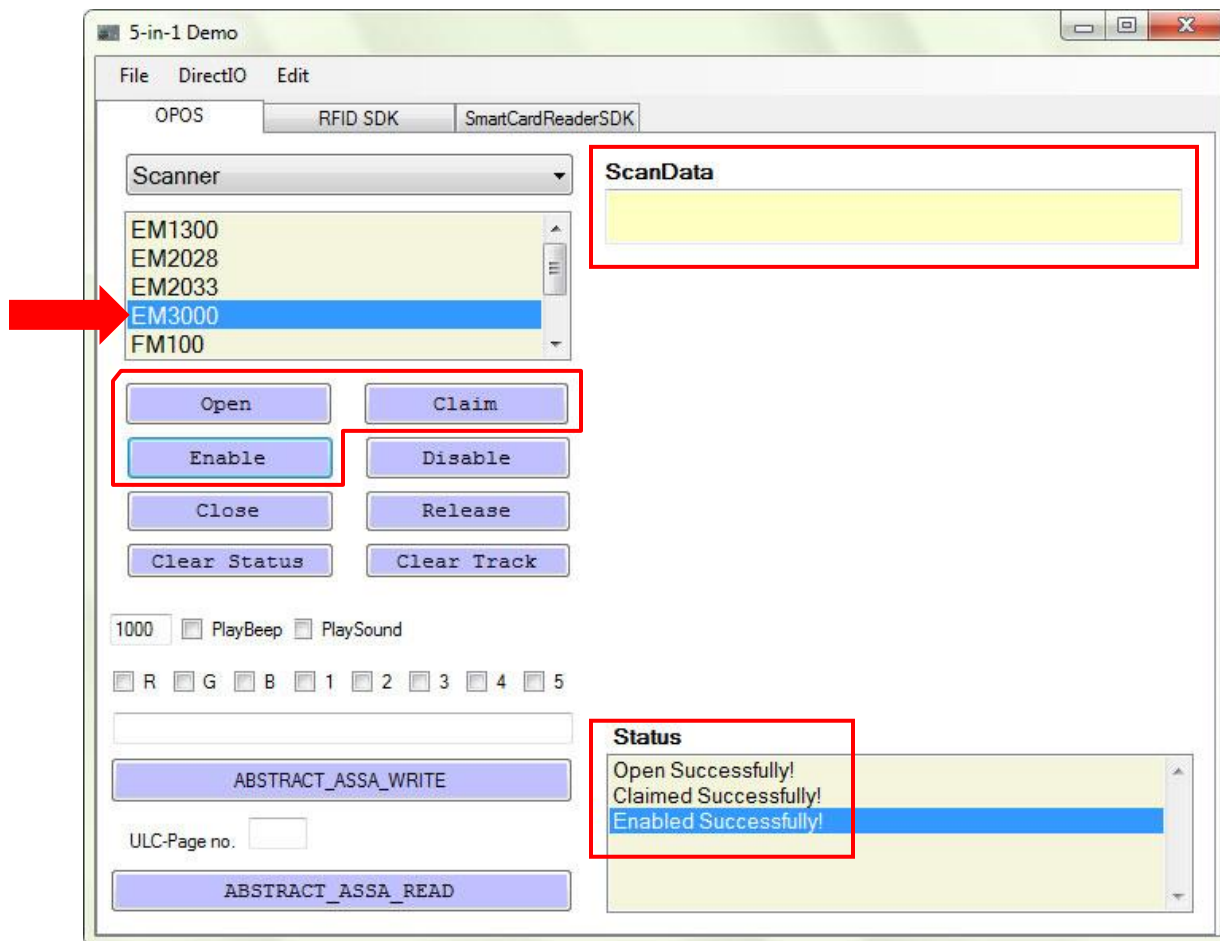 5-in-1 Demo
File DirectIO Edit
OPOS RFID SDK SmartCardReaderSDK
Scanner
EM1300
EM2028
EM2033
EM3000
FM100
ScanData
Open Claim
Enable Disable
Close Release
Clear Status Clear Track
1000 PlayBeep PlaySound
R G B 1 2 3 4 5
ABSTRACT_ASSA_WRITE
ULC-Page no.
ABSTRACT_ASSA_READ
Status
Open Successfully!
Claimed Successfully!
Enabled Successfully!